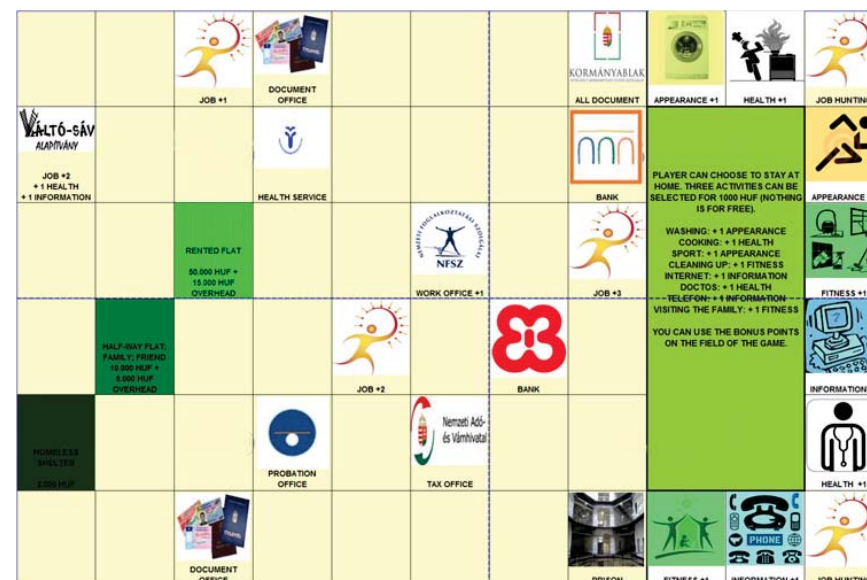 JOB +1
DOCUMENT
OFFICE
KORMÁNYABLAK
ALL DOCUMENT
APPEARANCE +1
HEALTH +1
JOB HUNTING
VÁLTÓ-SÁV
ALAPÍTVÁNY
JOB +2
+ 1 HEALTH
+ 1 INFORMATION
HEALTH SERVICE
BANK
PLAYER CAN CHOOSE TO STAY AT
HOME. THREE ACTIVITIES CAN BE
SELECTED FOR 1000 HUF (NOTHING
IS FOR FREE).
WASHING: + 1 APPEARANCE
COOKING: + 1 HEALTH
SPORT: + 1 APPEARANCE
CLEANING UP: + 1 FITNESS
INTERNET: + 1 INFORMATION
DOCTOS: + 1 HEALTH
TELEFON: + 1 INFORMATION
VISITING THE FAMILY: + 1 FITNESS
YOU CAN USE THE BONUS POINTS
ON THE FIELD OF THE GAME.
APPEARANCE
RENTED FLAT
50.000 HUF +
15.000 HUF
OVERHEAD
NEMZETI FOGLALKOZTATÁSI SZOLGÁLAT
NFSZ
WORK OFFICE +1
JOB +3
FITNESS +1
HALF-WAY FLAT;
FAMILY; FRIEND
10.000 HUF +
5.000 HUF
OVERHEAD
JOB +2
BANK
INFORMATION
HOMELESS
SHELTER
HUF
PROBATION
OFFICE
Nemzeti Adó-
és Vámhivatal
TAX OFFICE
HEALTH +1
DOCUMENT
OFFICE
PRISON
FITNESS +1
PHONE
INFORMATION +1
JOB HUNTING